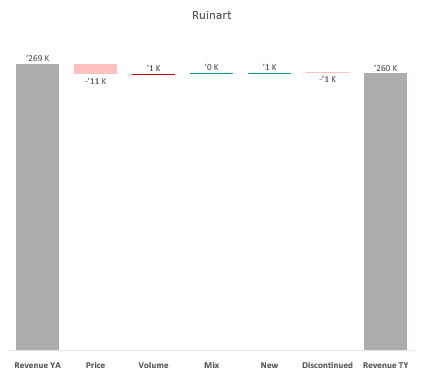 Ruinart
‘269 K
-‘11 K
‘1 K
‘0 K
‘1 K
-‘1 K
‘260 K
Revenue YA
Price
Volume
Mix
New
Discontinued
Revenue TY